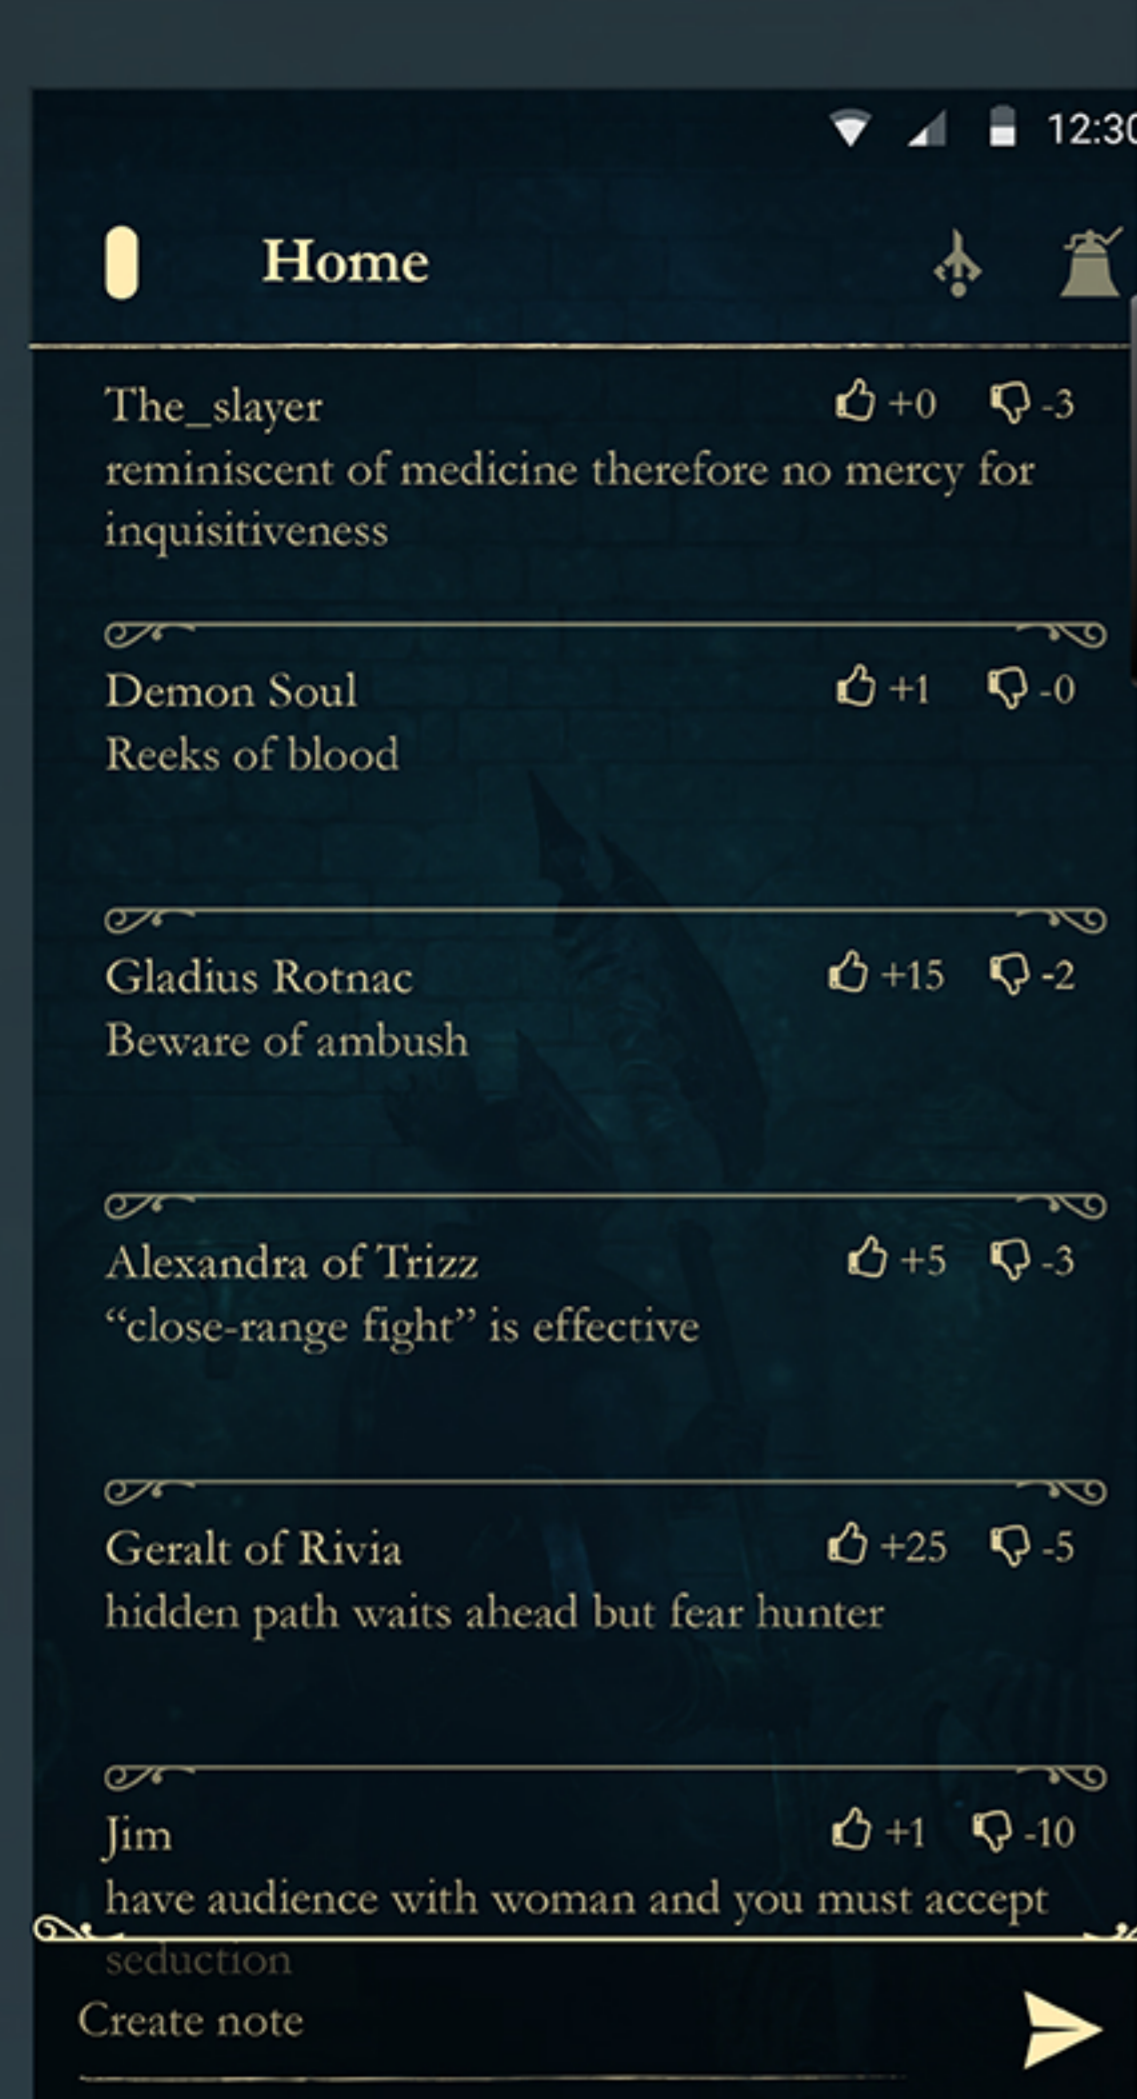 12:30
Home
The_slayer +0 -3
reminiscent of medicine therefore no mercy for
inquisitiveness
Demon Soul +1 -0
Reeks of blood
Gladius Rotnac +15 -2
Beware of ambush
Alexandra of Trizz +5 -3
“close-range fight” is effective
Geralt of Rivia +25 -5
hidden path waits ahead but fear hunter
Jim +1 -10
have audience with woman and you must accept
seduction
Create note